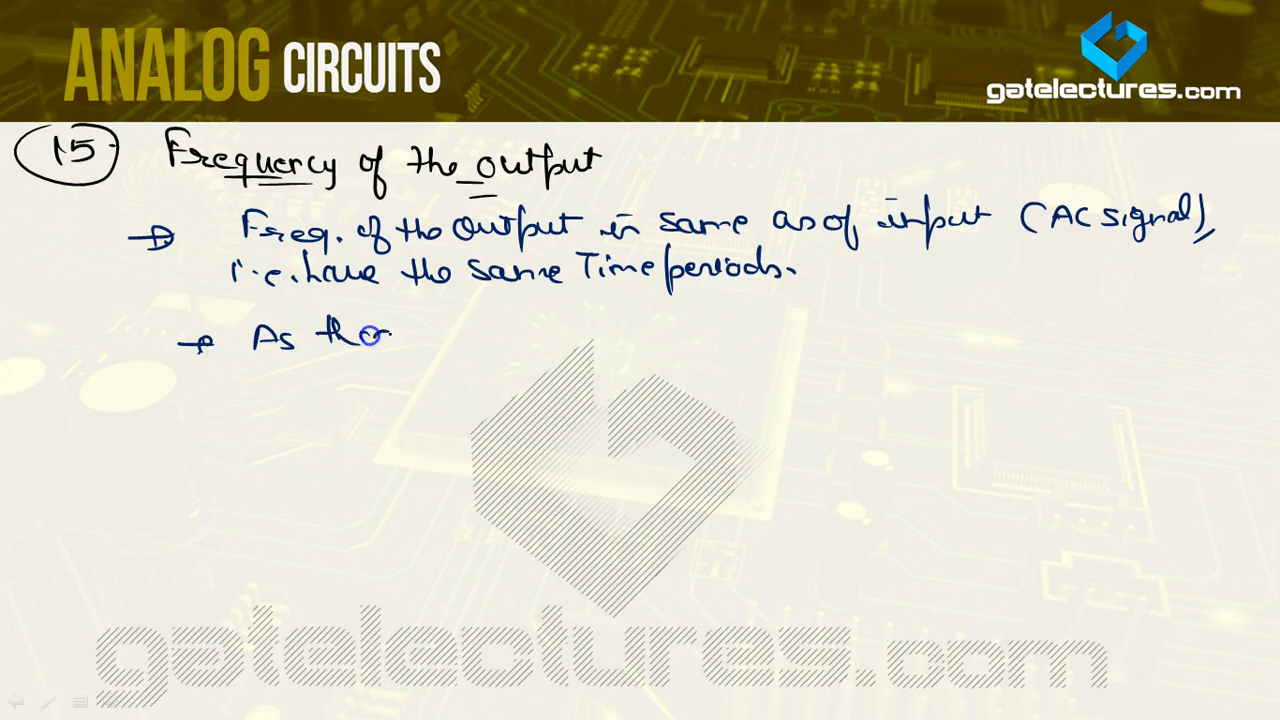 ANALOG CIRCUITS
gatelectures.com
15 Frequency of the output
→ Freq. of the output is same as of input (AC signal),
i.e. have the same Time periods.
→ As the
gatelectures.com